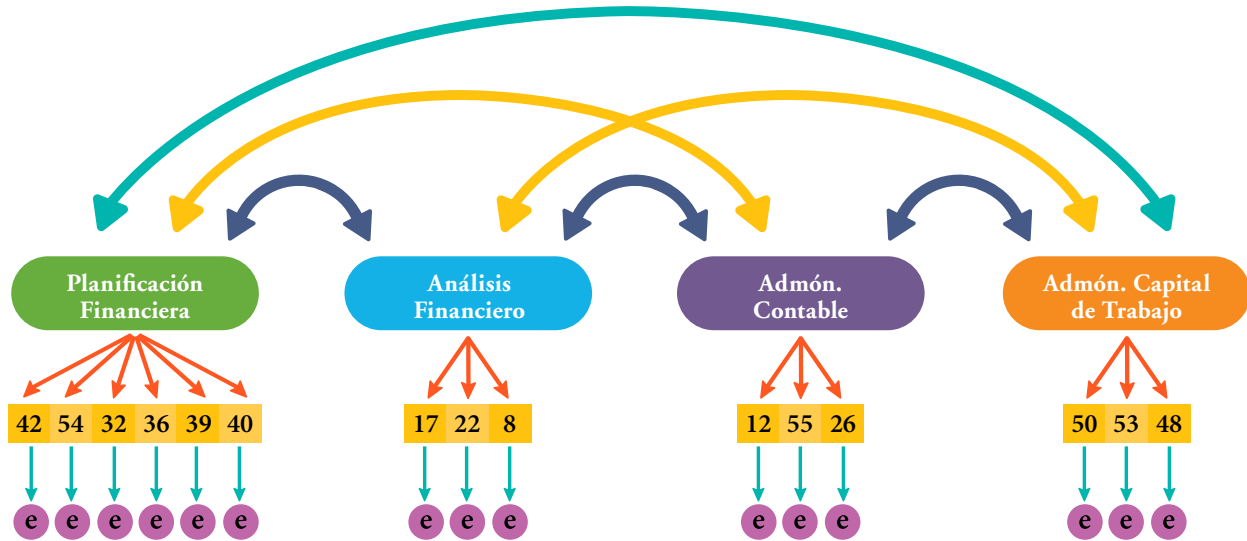 Planificación
Financiera
Análisis
Financiero
Admón.
Contable
Admón. Capital
de Trabajo
42 54 32 36 39 40
17 22 8
12 55 26
50 53 48
e e e e e e
e e e
e e e
e e e